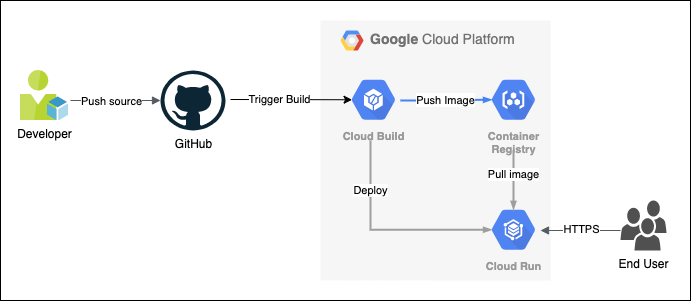 Google Cloud Platform
Push source
Trigger Build
Push Image
Developer
GitHub
Cloud Build
Container
Registry
Deploy
Pull image
HTTPS
Cloud Run
End User